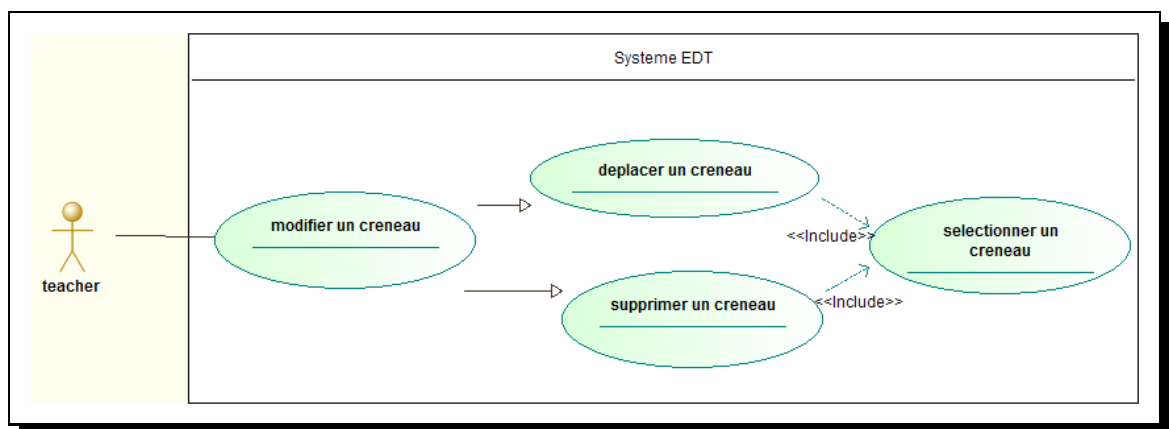 Systeme EDT
deplacer un creneau
modifier un creneau
<<Include>>
selectionner un
creneau
teacher
supprimer un creneau
<<Include>>